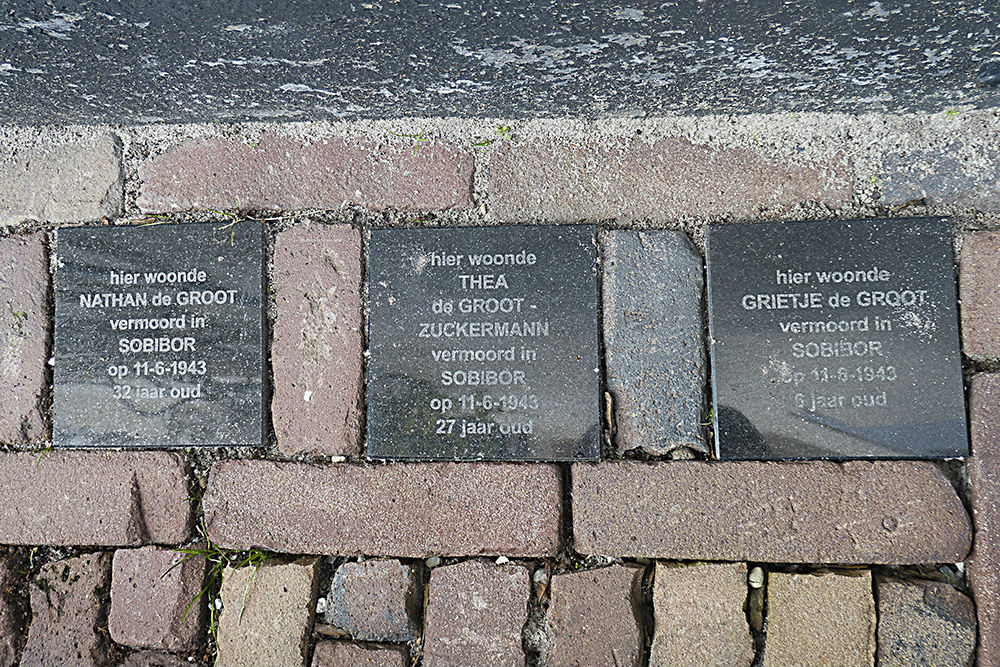 hier woonde
NATHAN de GROOT
vermoord in
SOBIBOR
op 11-6-1943
32 jaar oud
hier woonde
THEA
de GROOT -
ZUCKERMANN
vermoord in
SOBIBÓR
op 11-6-1943
27 jaar oud
hier woonde
GRIETJE de GROOT
vermoord in
SOBIBOR
op 11-6-1943
6 jaar oud